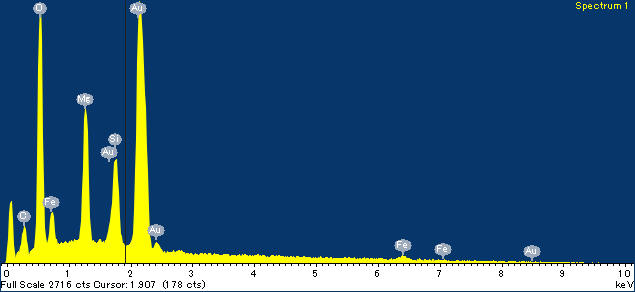 Spectrum 1
O Au
Mg
Si
Au
Fe
O
Au
Fe Fe Au
0 1 2 3 4 5 6 7 8 9 10
Full Scale 2716 cts Cursor: 1.907 (178 cts) keV